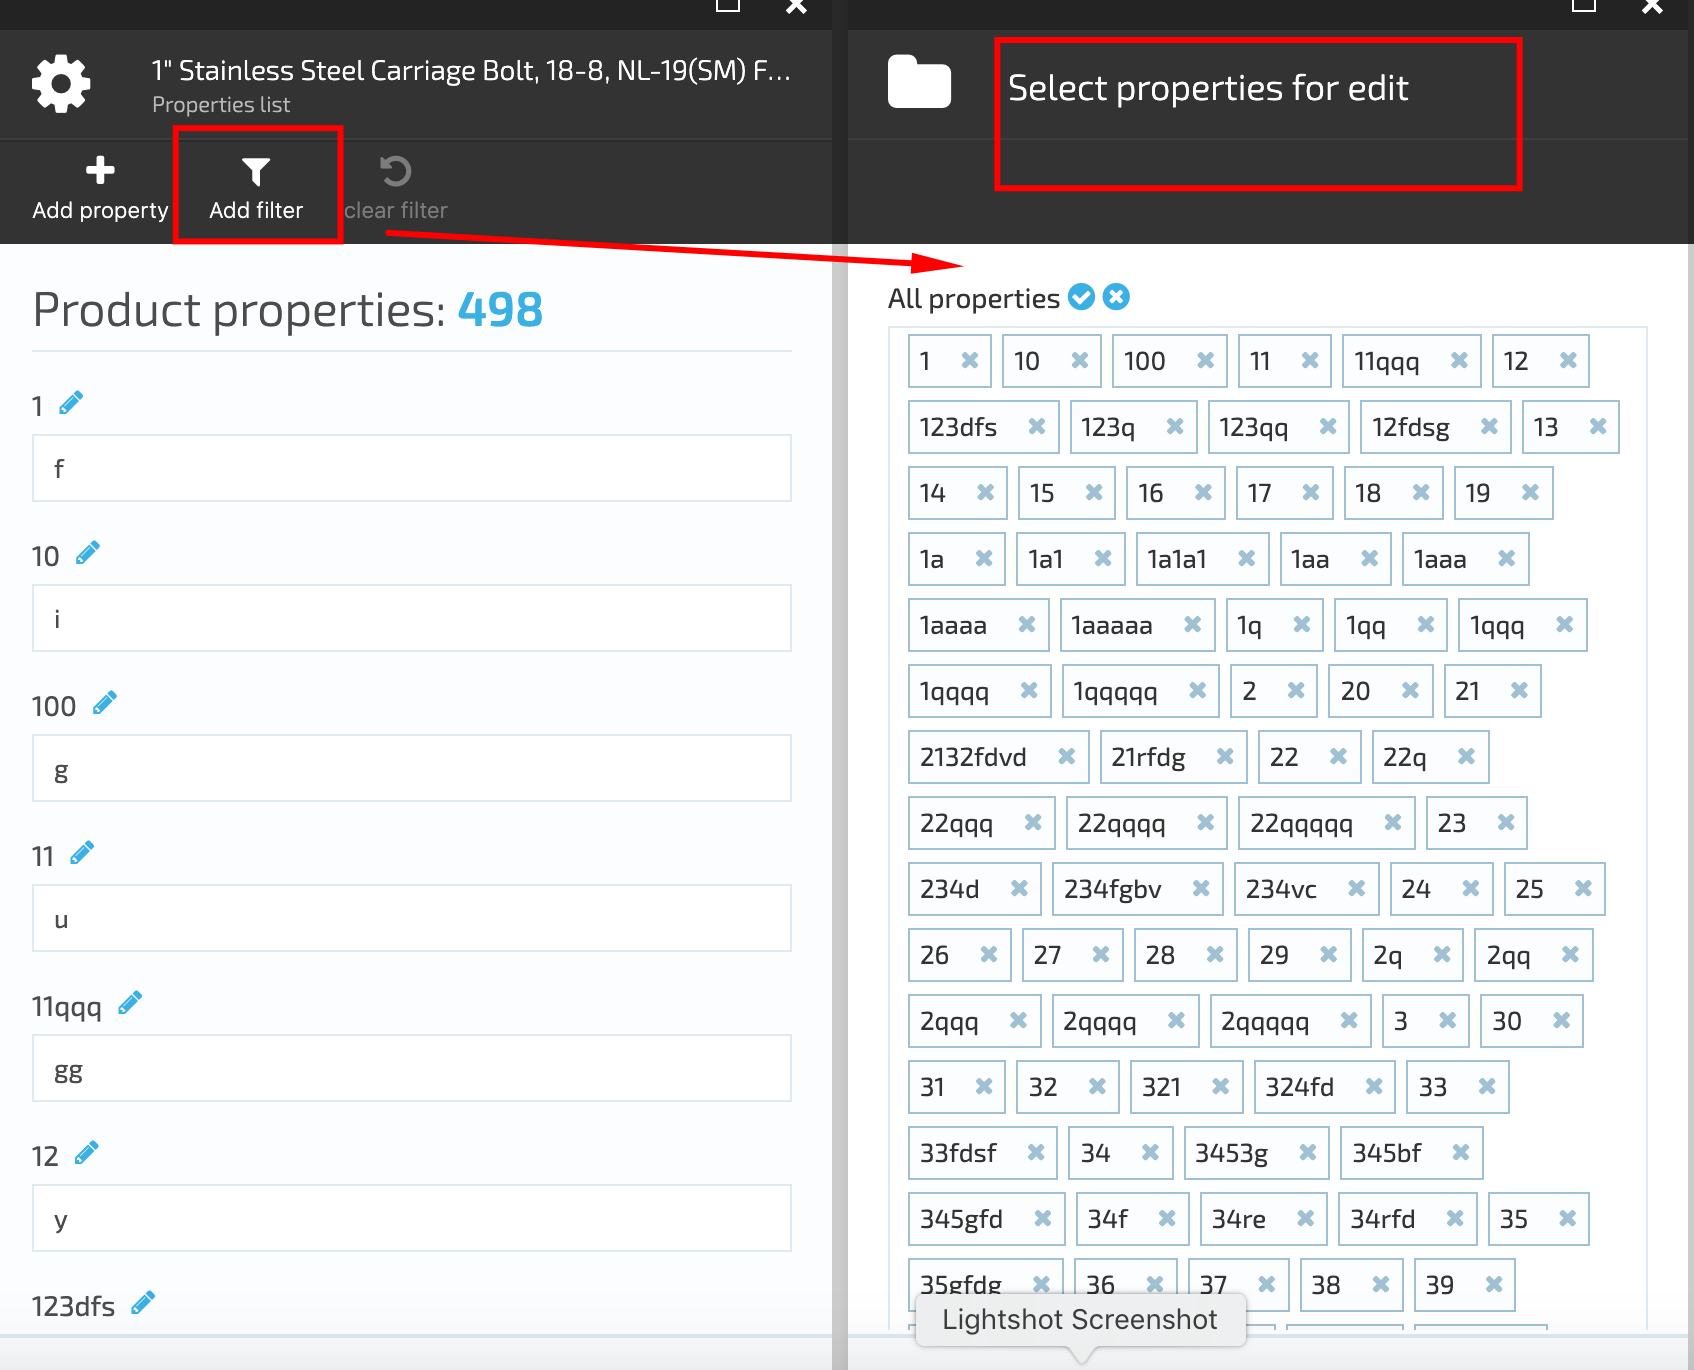 1" Stainless Steel Carriage Bolt, 18-8, NL-19(SM) F...
Properties list
Add property Add filter clear filter
Product properties: 498
1
f
10
i
100
g
11
u
11qqq
gg
12
y
123dfs
Select properties for edit
All properties
1 10 100 11 11qqq 12
123dfs 123q 123qq 12fdsg 13
14 15 16 17 18 19
1a 1a1 1a1a1 1aa 1aaa
1aaaa 1aaaaa 1q 1qq 1qqq
1qqqq 1qqqqq 2 20 21
2132fdvd 21rfdg 22 22q
22qqq 22qqqq 22qqqqq 23
234d 234fgbv 234vc 24 25
26 27 28 29 2q 2qq
2qqq 2qqqq 2qqqqq 3 30
31 32 321 324fd 33
33fdsf 34 3453g 345bf
345gfd 34f 34re 34rfd 35
35gfdg 36 37 38 39
Lightshot Screenshot